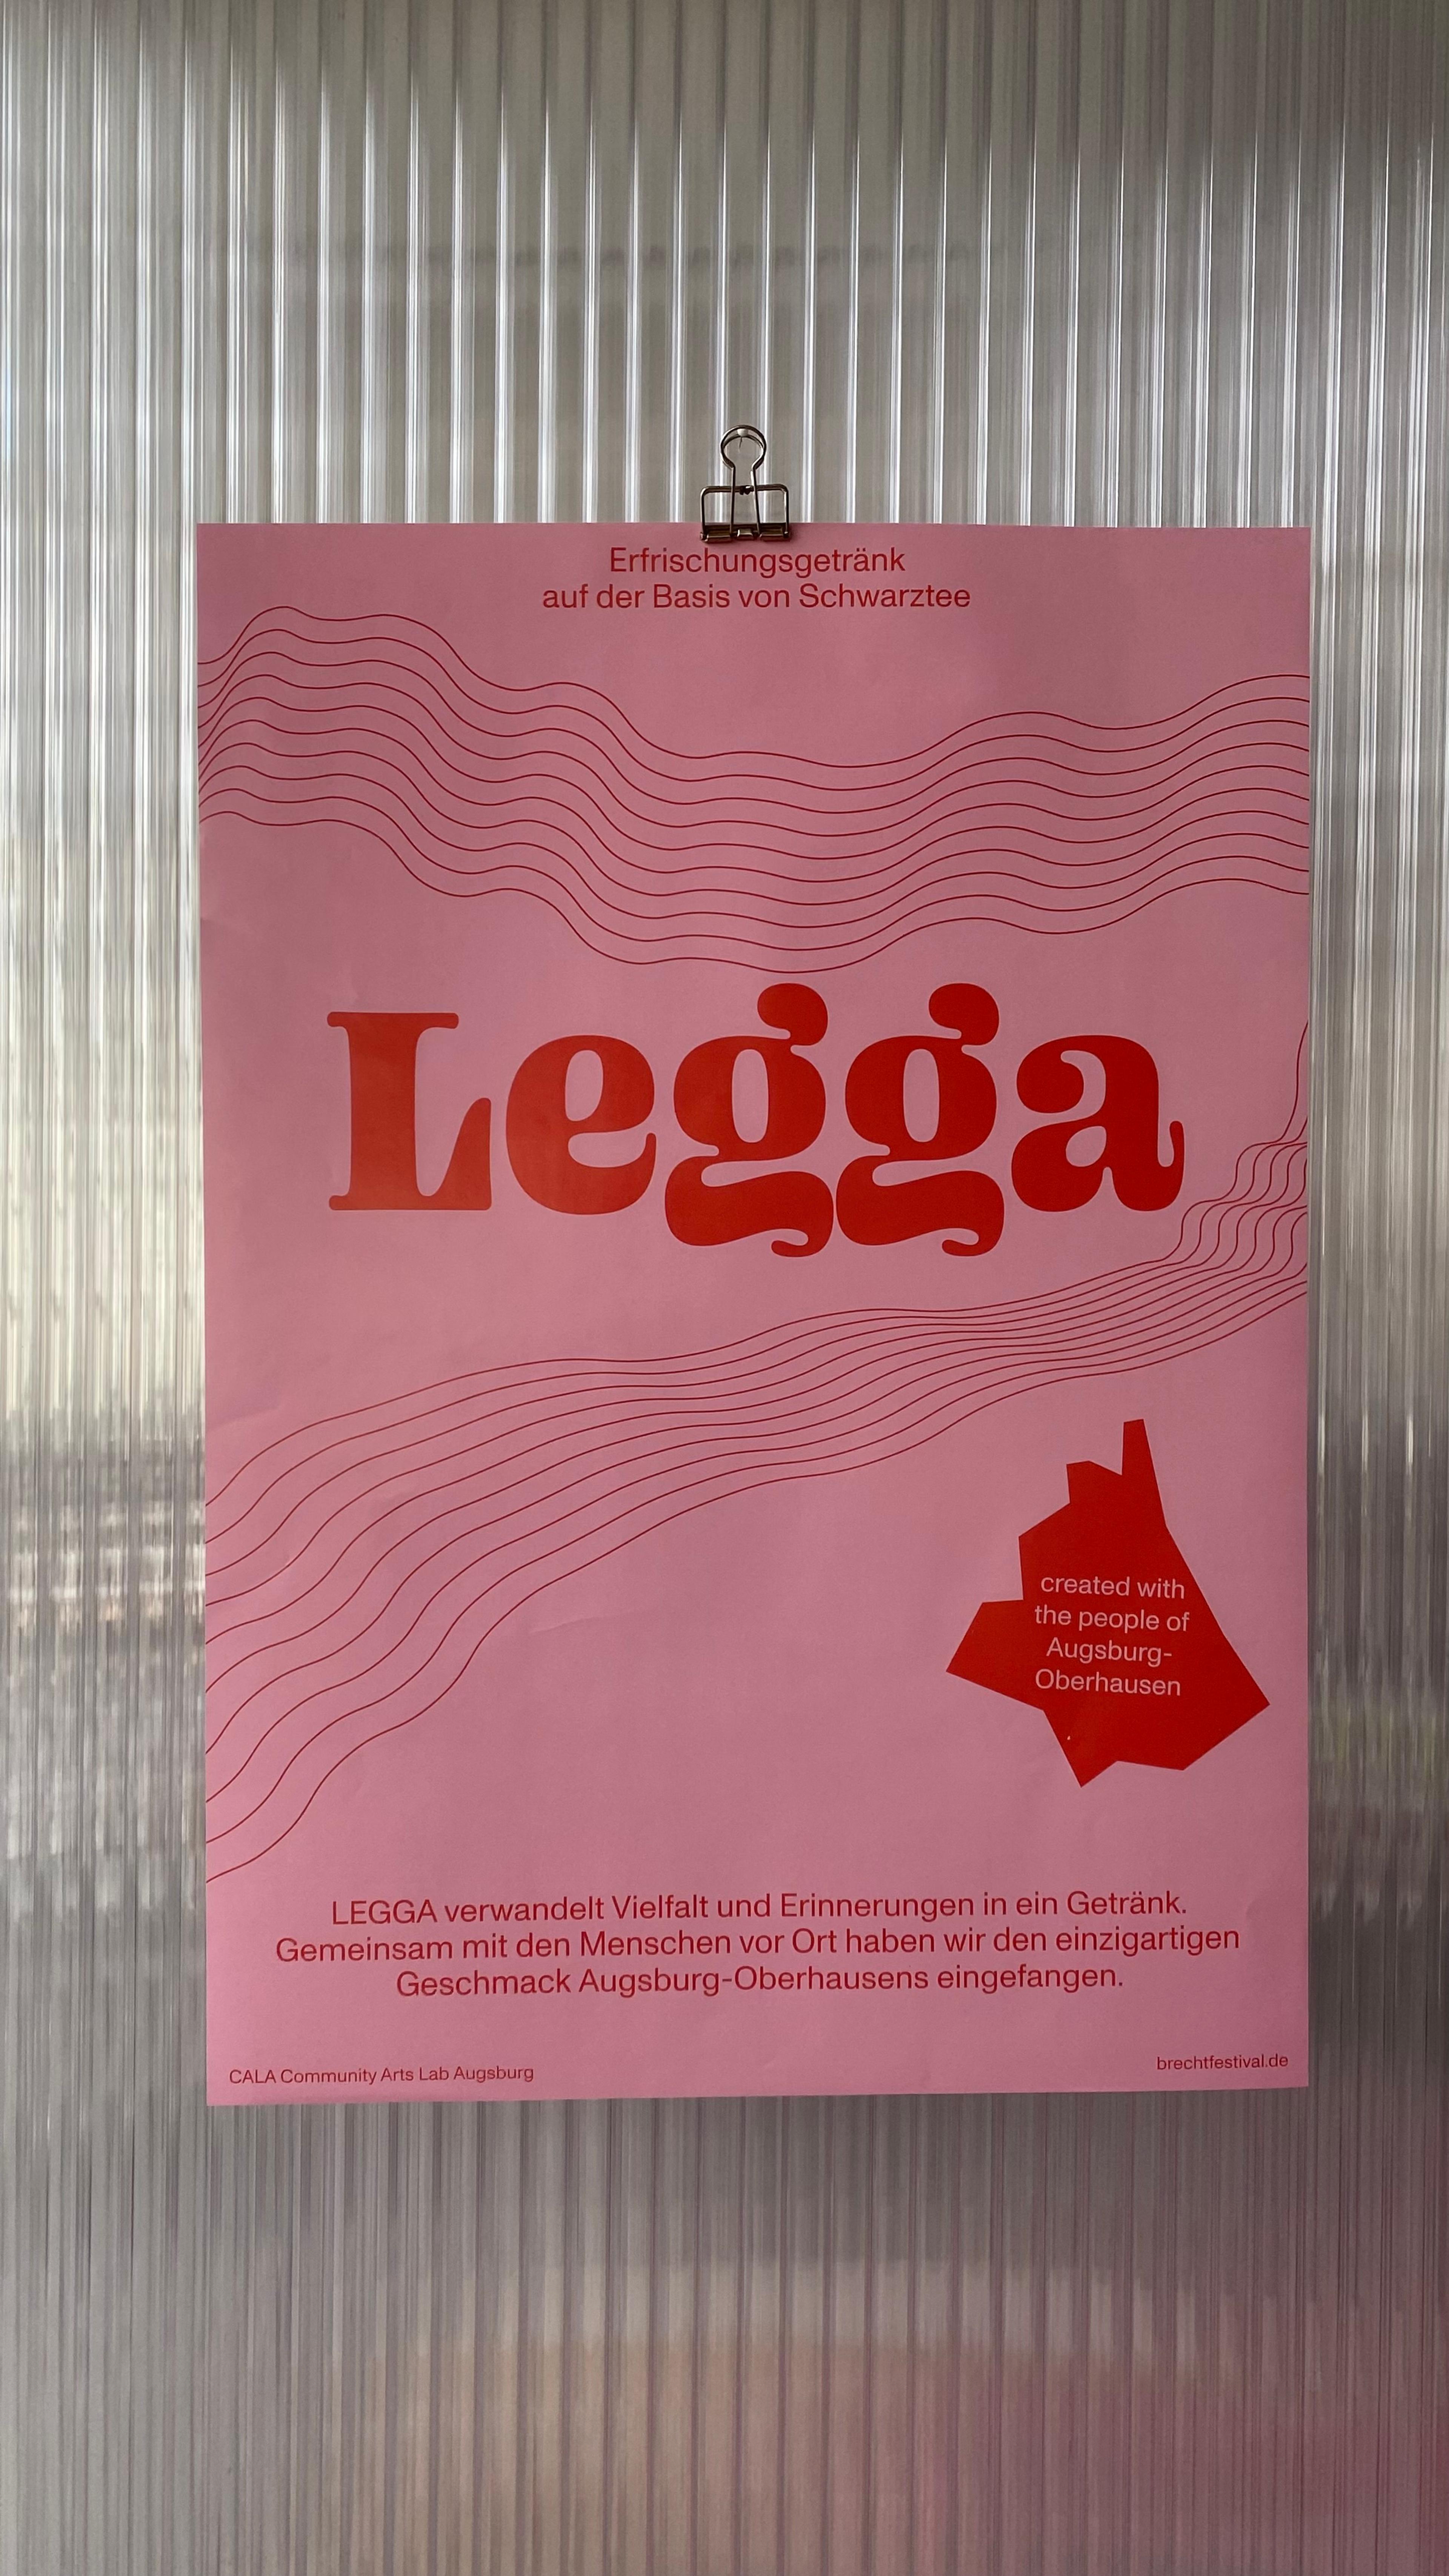 Erfrischungsgetränk
auf der Basis von Schwarztee
Legga
created with
the people of
Augsburg-
Oberhausen
LEGGA verwandelt Vielfalt und Erinnerungen in ein Getränk.
Gemeinsam mit den Menschen vor Ort haben wir den einzigartigen
Geschmack Augsburg-Oberhausens eingefangen.
CALA Community Arts Lab Augsburg
brechtfestival.de